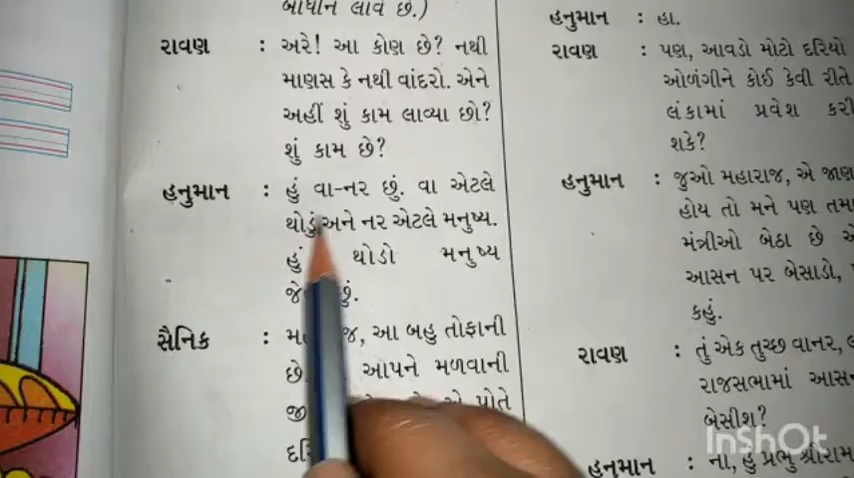 બાંધીને લાવે છે.)
રાવણ : અરે! આ કોણ છે? નથી
માણસ કે નથી વાંદરો. એને
અહીં શું કામ લાવ્યા છો?
શું કામ છે?
હનુમાન : હું વા-નર છું. વા એટલે
થોડું અને નર એટલે મનુષ્ય.
હું થોડો મનુષ્ય
છું.
સૈનિક : આ બહુ તોફાની
છે. આપને મળવાની
પોતે
હનુમાન : હા.
રાવણ : પણ, આવડો મોટો દરિયો
ઓળંગીને કોઈ કેવી રીતે
લંકામાં પ્રવેશ કરી
શકે?
હનુમાન : જુઓ મહારાજ, એ જાણ
હોય તો મને પણ
મંત્રીઓ બેઠા છે
આસન પર બેસાડો,
કહું.
રાવણ : તું એક તુચ્છ વાનર,
રાજસભામાં
બેસીશ?
હનુમાન : ના, હું પ્રભુ શ્રીરામ
InShOt